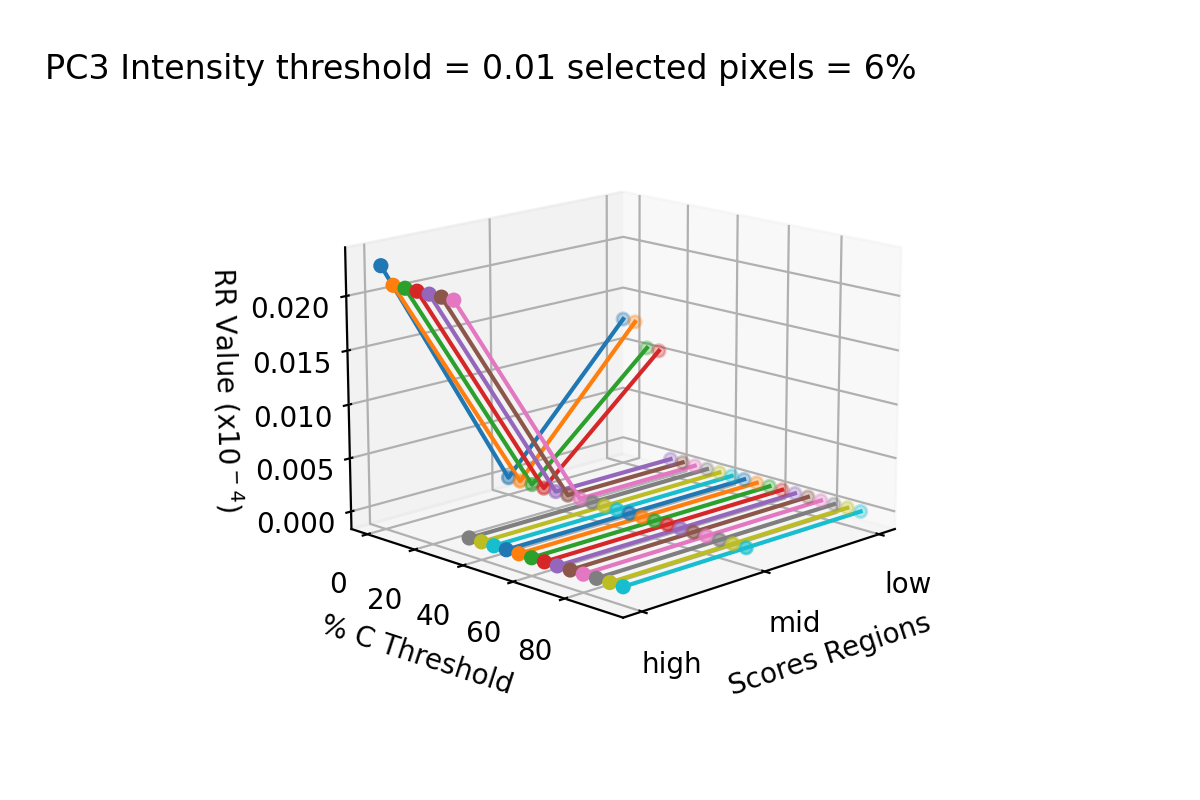 PC3 Intensity threshold = 0.01 selected pixels = 6%
RR Value (x10⁻⁴)
0.020
0.015
0.010
0.005
0.000
0
20
40
60
80
% C Threshold
high
mid
low
Scores Regions